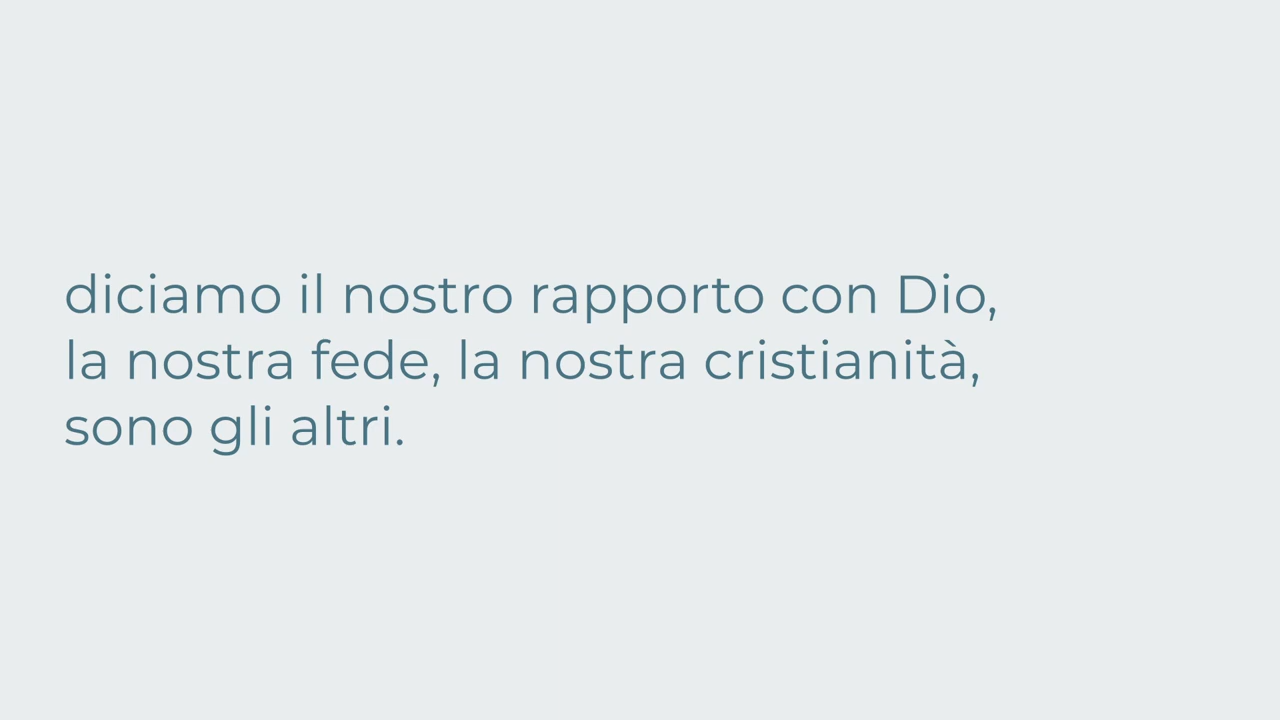 diciamo il nostro rapporto con Dio,
la nostra fede, la nostra cristianità,
sono gli altri.